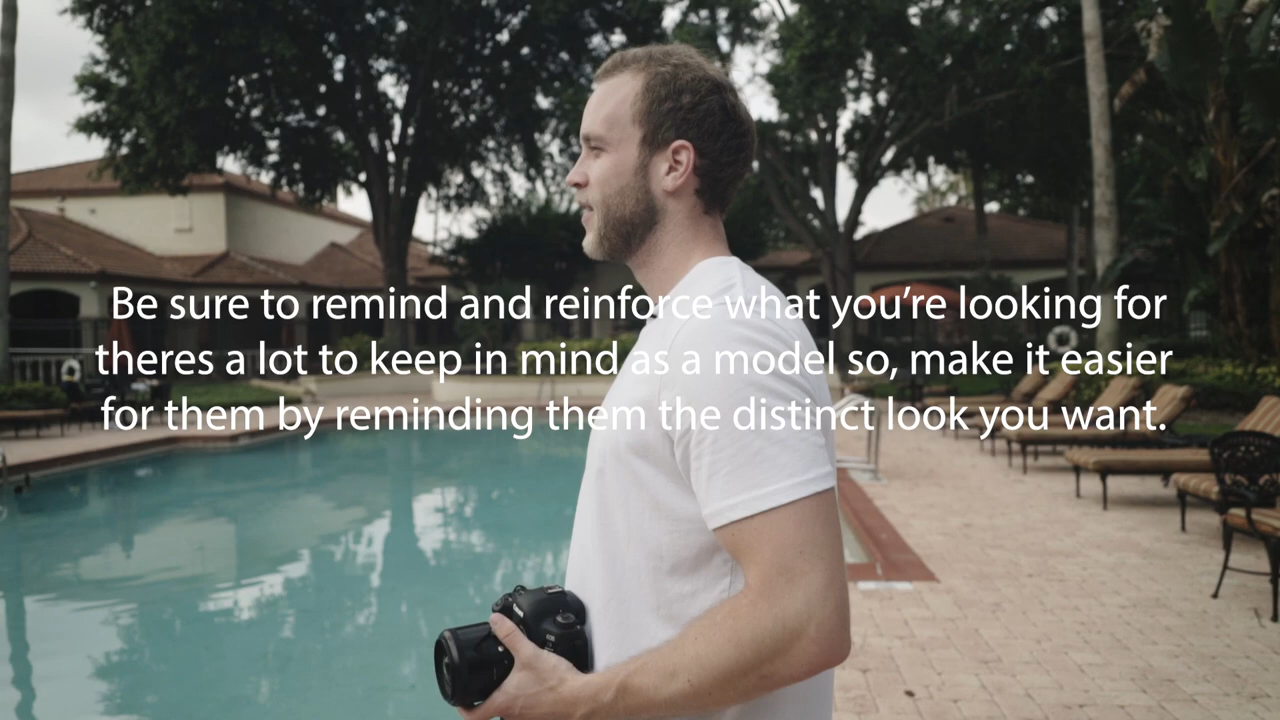 Be sure to remind and reinforce what you’re looking for
theres a lot to keep in mind as a model so, make it easier
for them by reminding them the distinct look you want.